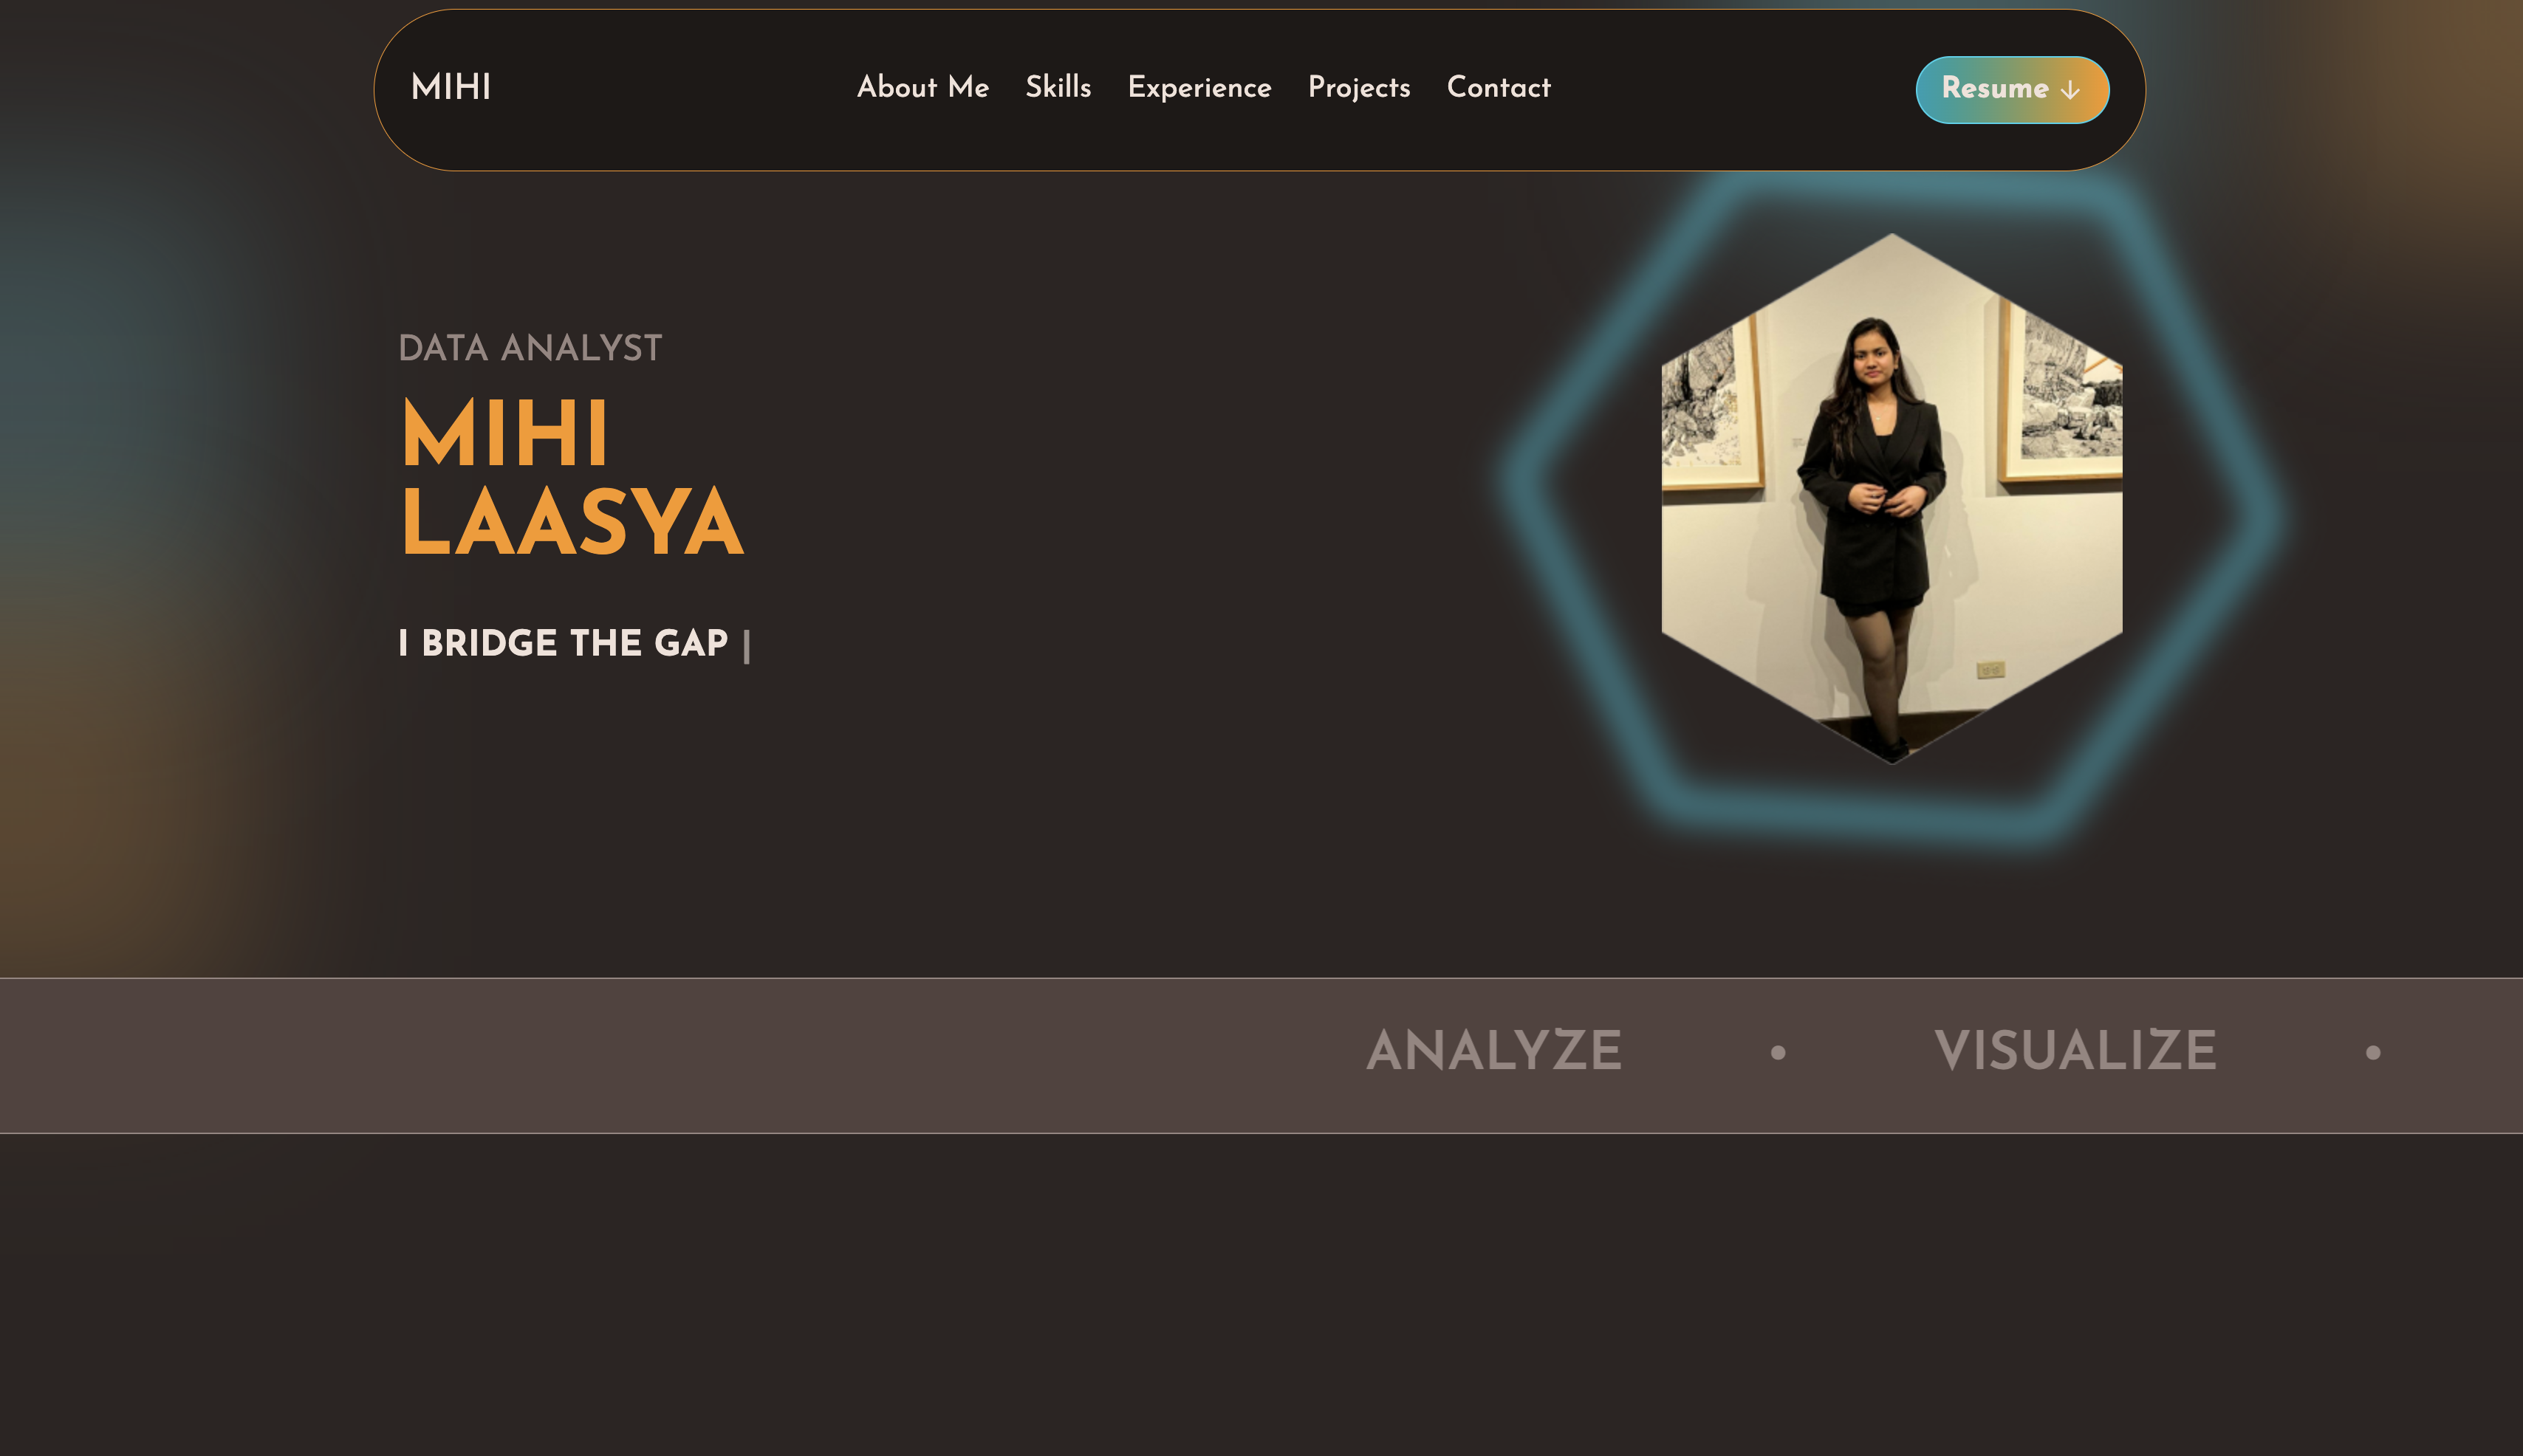 MIHI
About Me Skills Experience Projects Contact
Resume ↓
DATA ANALYST
MIHI
LAASYA
I BRIDGE THE GAP |
ANALYZE • VISUALIZE •